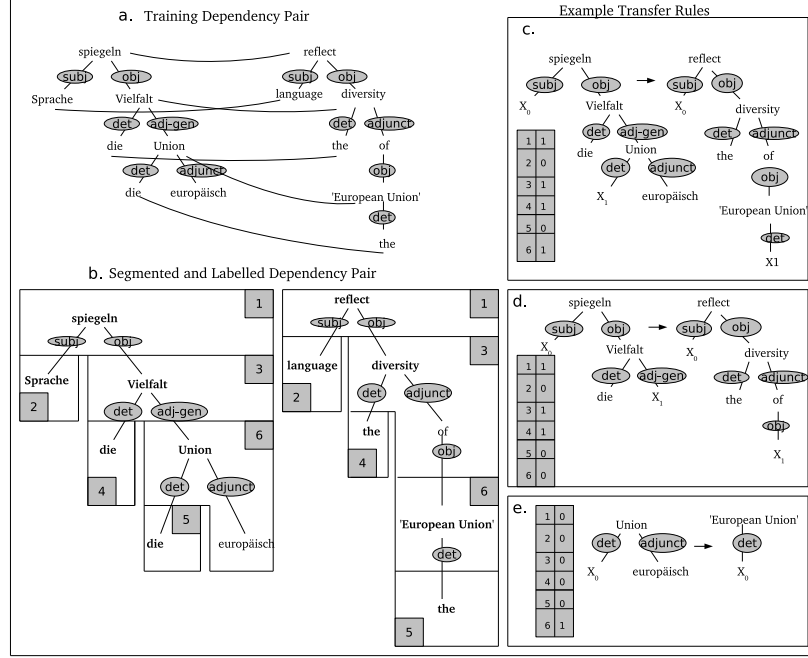 a. Training Dependency Pair
spiegeln reflect
subj obj subj obj
Sprache Vielfalt language diversity
det adj-gen det adjunct
die Union the of
det adjunct obj
die europäisch 'European Union'
det
the
b. Segmented and Labelled Dependency Pair
1
spiegeln
subj obj
3
Sprache Vielfalt
2
det adj-gen
6
die Union
4
det adjunct
5
die europäisch
1
reflect
subj obj
3
language diversity
2
det adjunct
the of
4
obj
6
'European Union'
det
the
5
Example Transfer Rules
c.
spiegeln reflect
subj obj subj obj
X0 Vielfalt X0 diversity
det adj-gen det adjunct
die Union the of
det adjunct obj
X1 europäisch 'European Union'
det
X1
1 1
2 0
3 1
4 1
5 0
6 1
d.
spiegeln reflect
subj obj subj obj
X0 Vielfalt X0 diversity
det adj-gen det adjunct
die X1 the of
obj
X1
1 1
2 0
3 1
4 1
5 0
6 0
e.
Union 'European Union'
det adjunct det
X0 europäisch X0
1 0
2 0
3 0
4 0
5 0
6 1